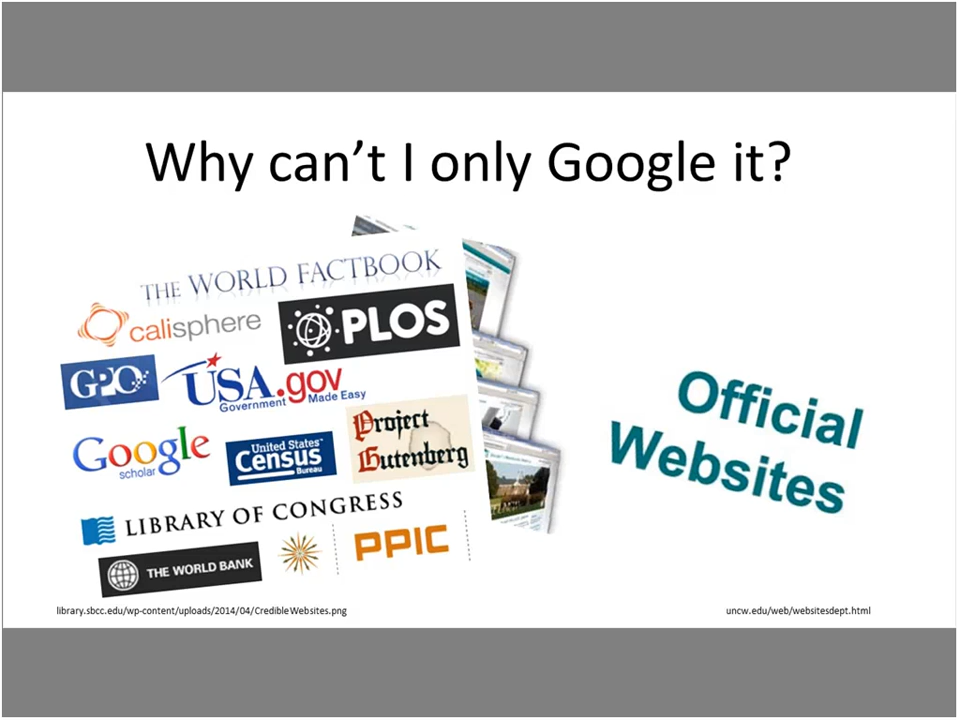 Why can't I only Google it?
THE WORLD FACTBOOK
calisphere
PLOS
GPO
USA.gov
Government Made Easy
Google
scholar
United States
Census
Bureau
Project
Gutenberg
LIBRARY OF CONGRESS
THE WORLD BANK
PPIC
Official
Websites
library.sbcc.edu/wp-content/uploads/2014/04/CredibleWebsites.png
uncw.edu/web/websitesdept.html